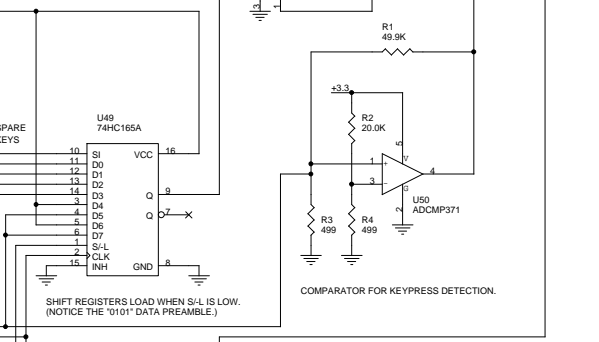 3
1
R1
49.9K
+3.3
R2
20.0K
5
U49
74HC165A
SPARE
KEYS
10 SI VCC 16
11 D0
12 D1
13 D2
14 D3 Q 9
3 D4
4 D5 Q 7
5 D6
6 D7
1 S/-L
2 CLK
15 INH GND 8
1 + V 4
3 − G
2
U50
ADCMP371
R3
499
R4
499
COMPARATOR FOR KEYPRESS DETECTION.
SHIFT REGISTERS LOAD WHEN S/-L IS LOW.
(NOTICE THE "0101" DATA PREAMBLE.)